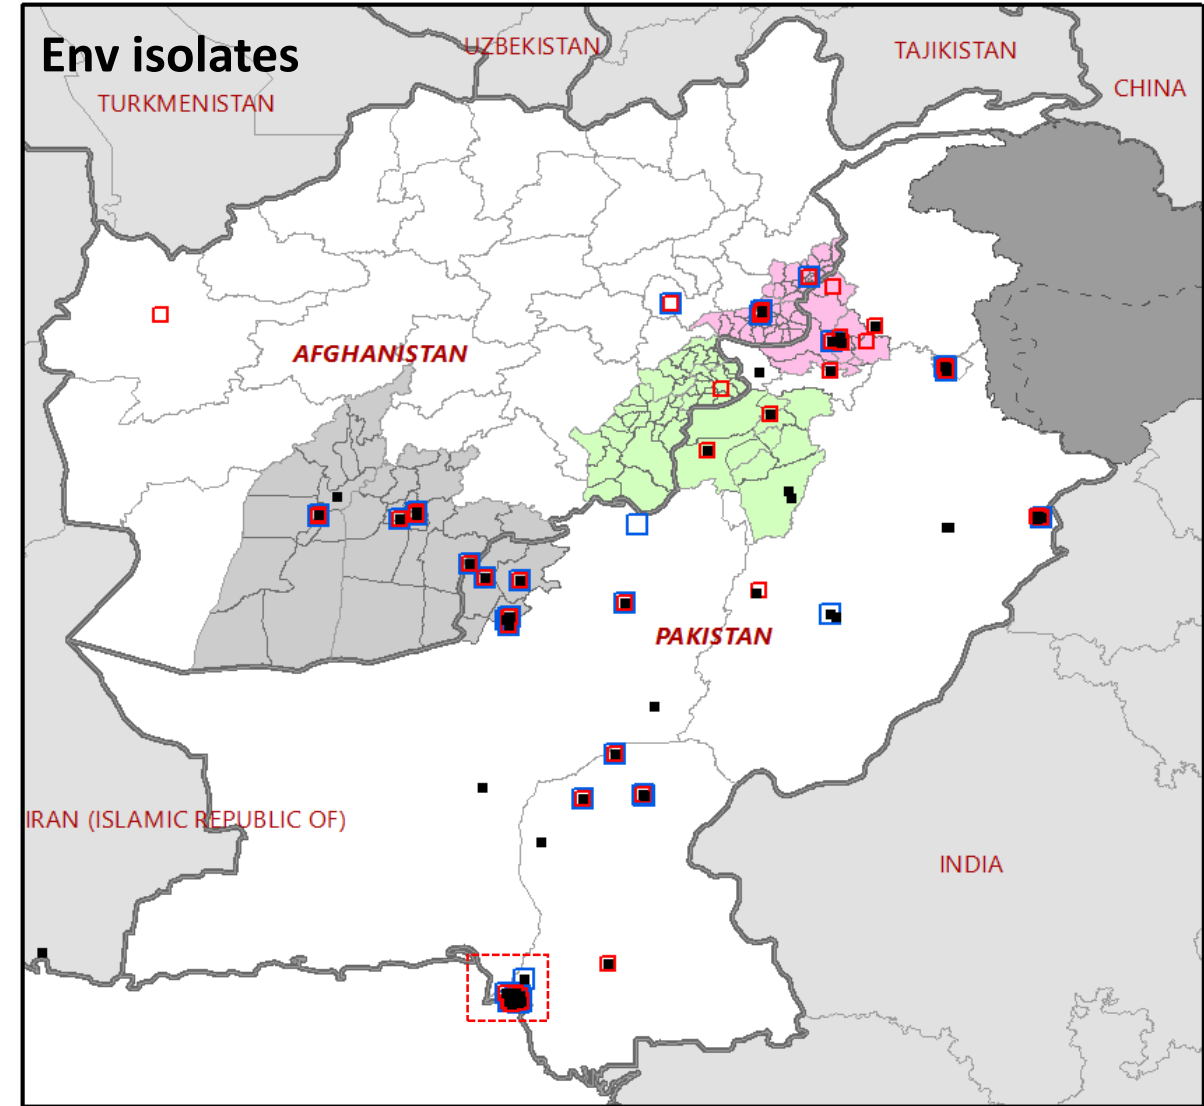 Env isolates
UZBEKISTAN
TAJIKISTAN
CHINA
TURKMENISTAN
AFGHANISTAN
PAKISTAN
IRAN (ISLAMIC REPUBLIC OF)
INDIA